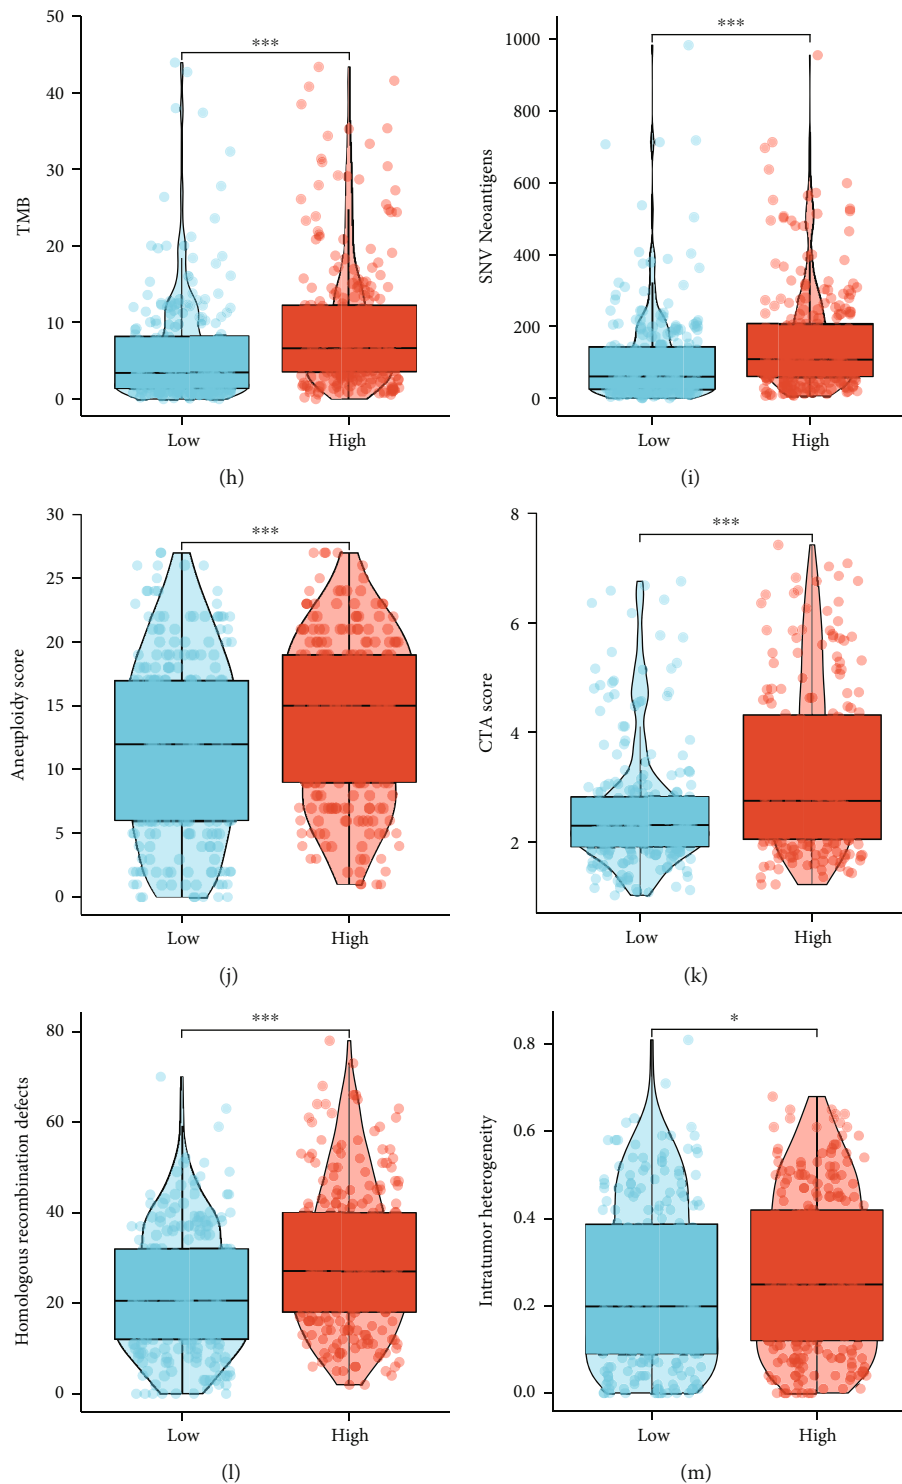 50
40
30
20
10
0
TMB
***
Low
High
(h)
1000
800
600
400
200
0
SNV Neoantigens
***
Low
High
(i)
30
25
20
15
10
5
0
Aneuploidy score
***
Low
High
(j)
8
6
4
2
CTA score
***
Low
High
(k)
80
60
40
20
0
Homologous recombination defects
***
Low
High
(l)
0.8
0.6
0.4
0.2
0.0
Intratumor heterogeneity
*
Low
High
(m)